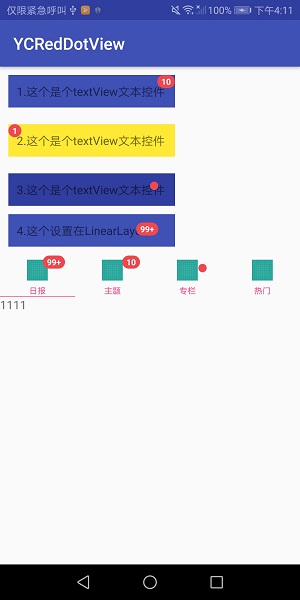 仅限紧急呼叫
100% 下午4:11
YCRedDotView
10
1.这个是个textView文本控件
1
2.这个是个textView文本控件
3.这个是个textView文本控件
4.这个设置在LinearLay
99+
99+
10
日报 主题 专栏 热门
1111